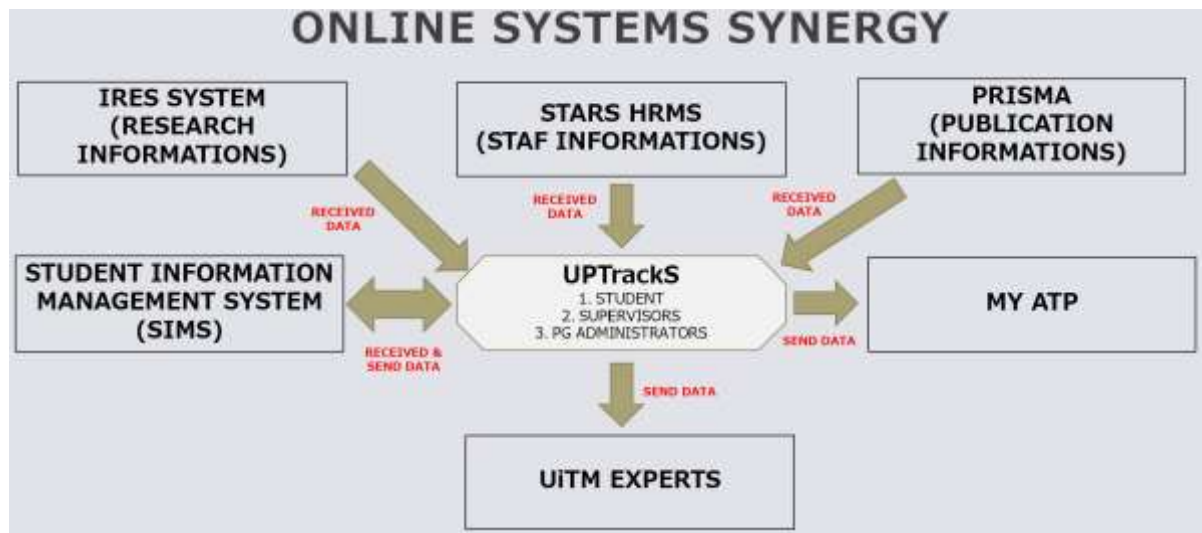 ONLINE SYSTEMS SYNERGY
IRES SYSTEM
(RESEARCH
INFORMATIONS)
STARS HRMS
(STAF INFORMATIONS)
PRISMA
(PUBLICATION
INFORMATIONS)
RECEIVED
DATA
RECEIVED
DATA
RECEIVED
DATA
STUDENT INFORMATION
MANAGEMENT SYSTEM
(SIMS)
UPTrackS
1. STUDENT
2. SUPERVISORS
3. PG ADMINISTRATORS
MY ATP
RECEIVED &
SEND DATA
SEND DATA
SEND DATA
UiTM EXPERTS